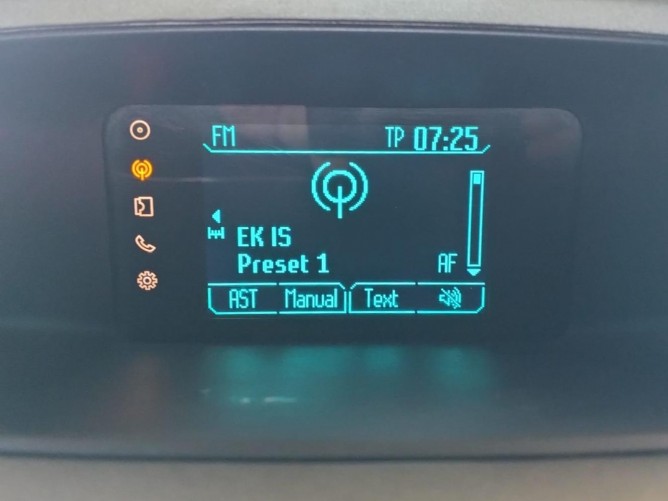 FM TP 07:25
EK IS
Preset 1 AF
AST Manual Text